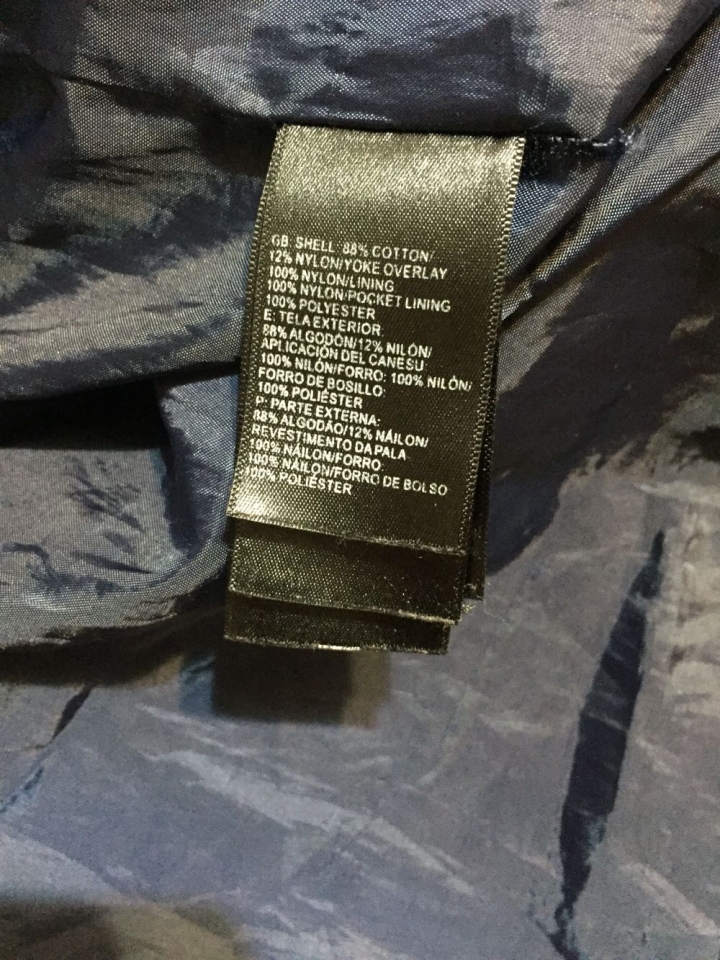 GB: SHELL 88% COTTON/
12% NYLON/YOKE OVERLAY
100% NYLON/LINING
100% NYLON/POCKET LINING
100% POLYESTER
E: TELA EXTERIOR
88% ALGODÓN/12% NILÓN/
APLICACIÓN DEL CANESU
100% NILÓN/FORRO: 100% NILÓN/
FORRO DE BOSILLO:
100% POLIÉSTER
P: PARTE EXTERNA:
88% ALGODÃO/12% NÁILON/
REVESTIMENTO DA PALA
100% NÁILON/FORRO:
100% NÁILON/FORRO DE BOLSO
100% POLIÉSTER